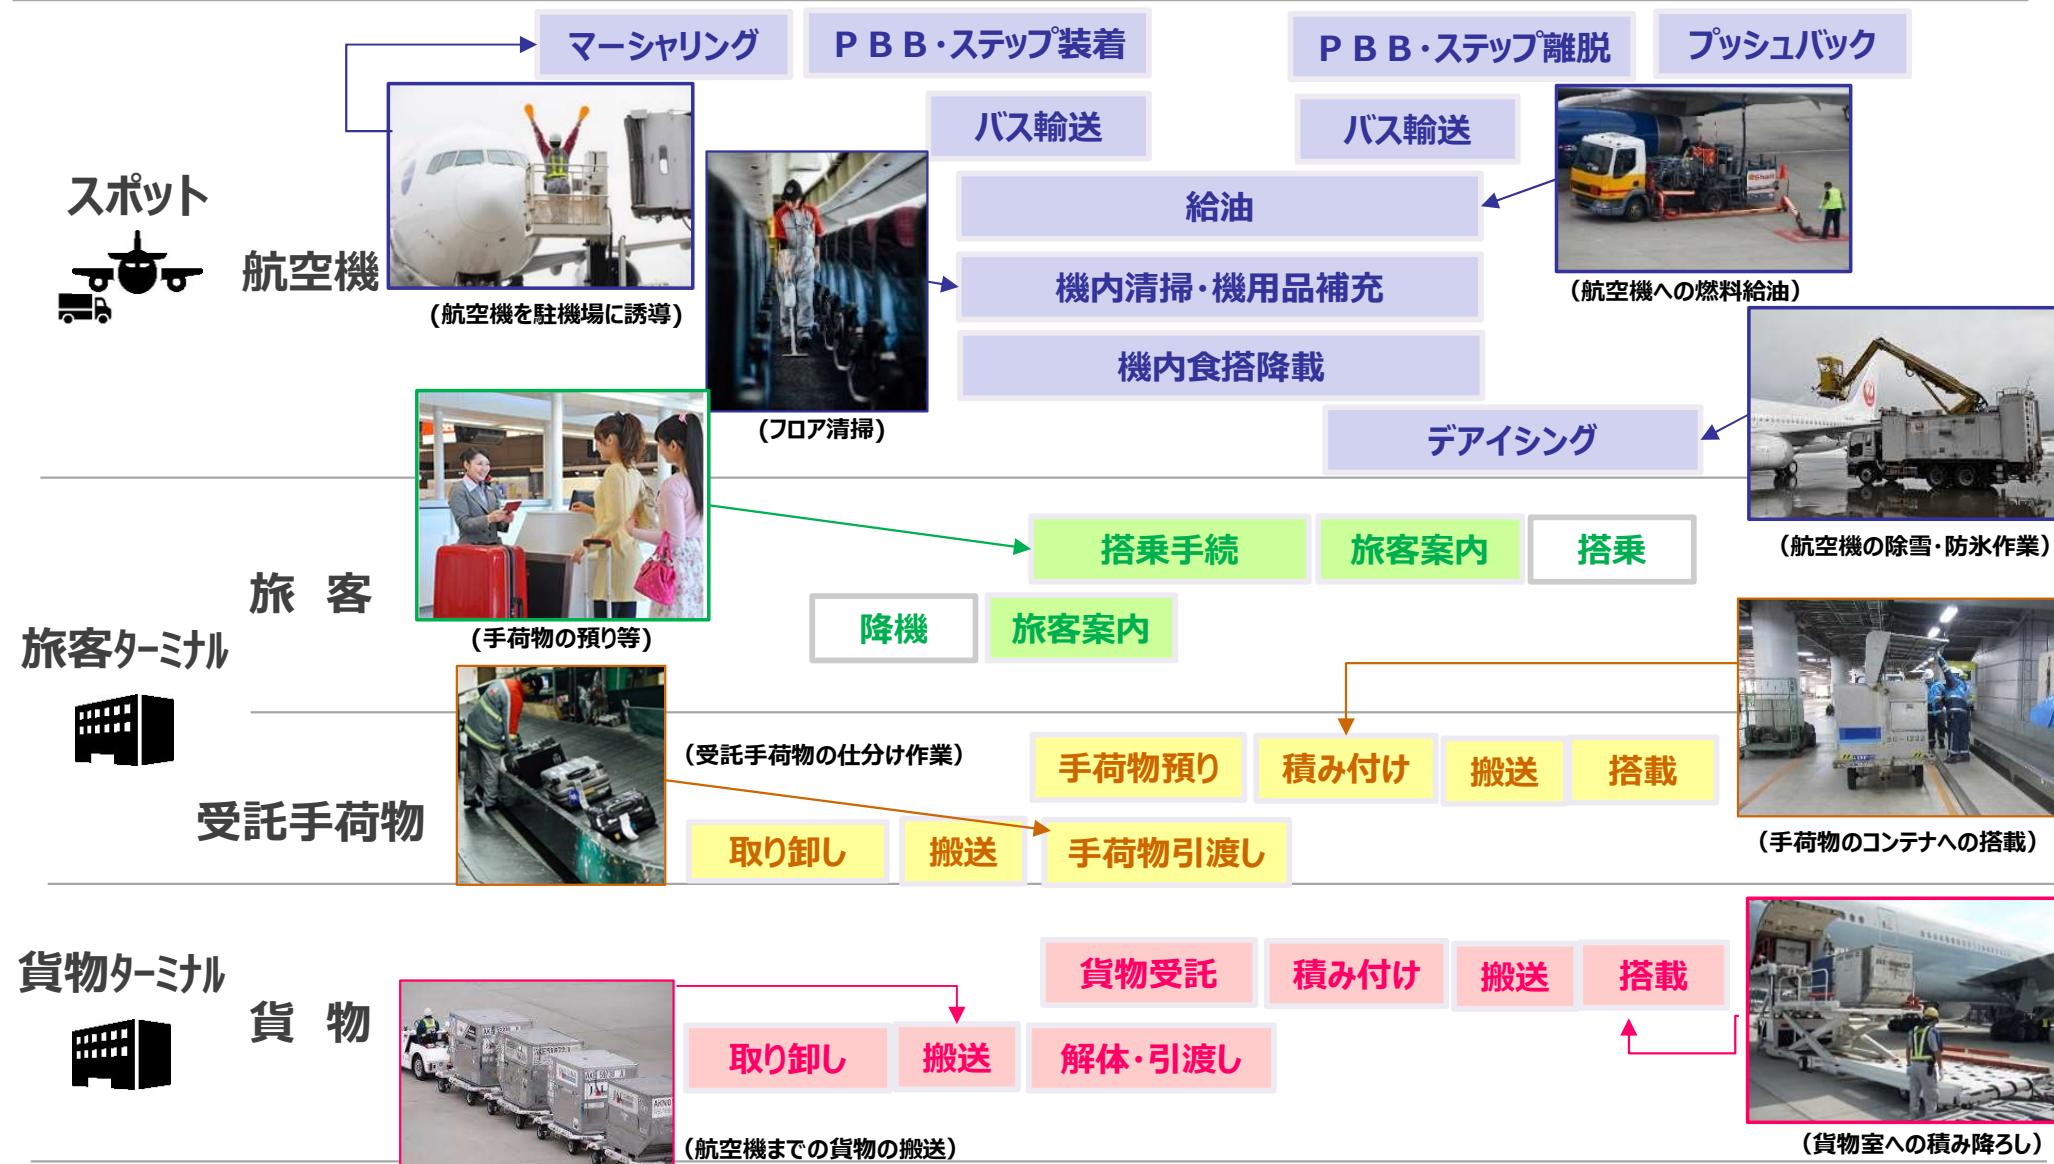 マーシャリング
ＰＢＢ・ステップ装着
ＰＢＢ・ステップ離脱
プッシュバック
バス輸送
バス輸送
スポット
航空機
給油
機内清掃・機用品補充
機内食搭降載
デアイシング
(航空機を駐機場に誘導)
(フロア清掃)
(航空機への燃料給油)
(航空機の除雪・防氷作業)
旅客ターミナル
旅 客
搭乗手続
旅客案内
搭乗
降機
旅客案内
(手荷物の預り等)
受託手荷物
(受託手荷物の仕分け作業)
手荷物預り
積み付け
搬送
搭載
取り卸し
搬送
手荷物引渡し
(手荷物のコンテナへの搭載)
貨物ターミナル
貨 物
貨物受託
積み付け
搬送
搭載
取り卸し
搬送
解体・引渡し
(航空機までの貨物の搬送)
(貨物室への積み降ろし)